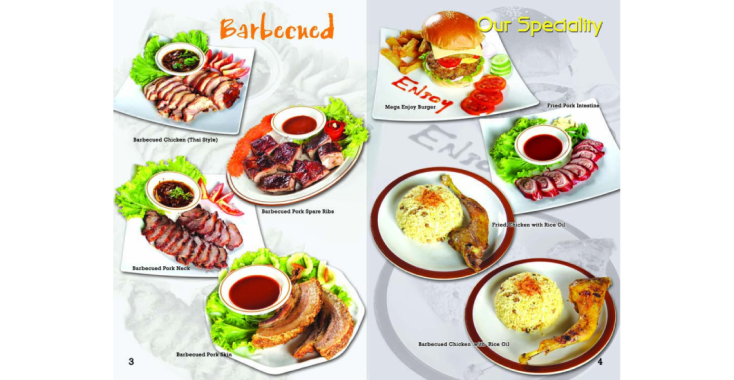 Barbecued
Barbecued Chicken (Thai Style)
Barbecued Pork Spare Ribs
Barbecued Pork Neck
Barbecued Pork Skin
3
Our Speciality
Enjoy
Mega Enjoy Burger
Fried Pork Intestine
Enjoy
Fried Chicken with Rice Oil
Barbecued Chicken with Rice Oil
4